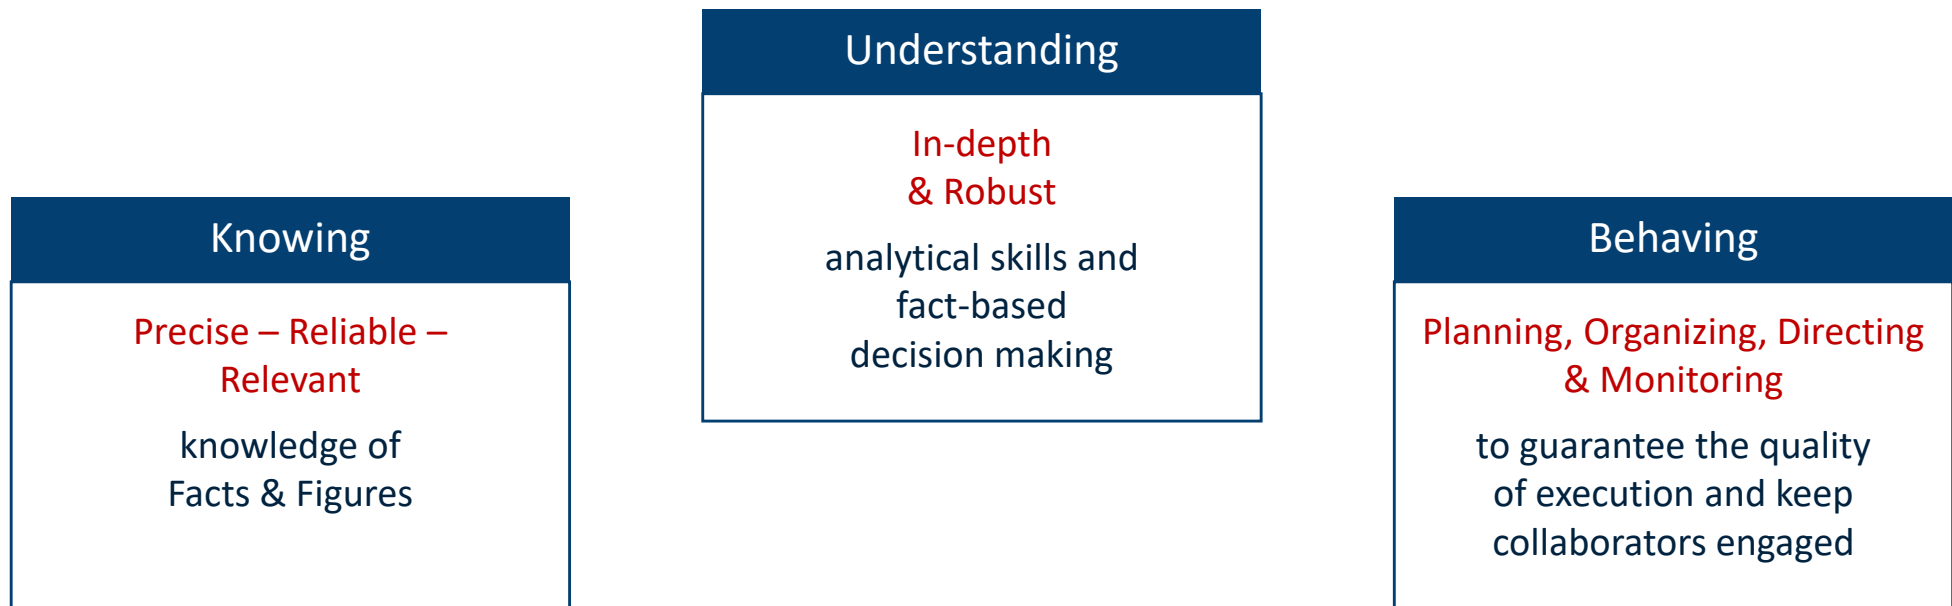 Knowing
Precise – Reliable –
Relevant
knowledge of
Facts & Figures
Understanding
In-depth
& Robust
analytical skills and
fact-based
decision making
Behaving
Planning, Organizing, Directing
& Monitoring
to guarantee the quality
of execution and keep
collaborators engaged